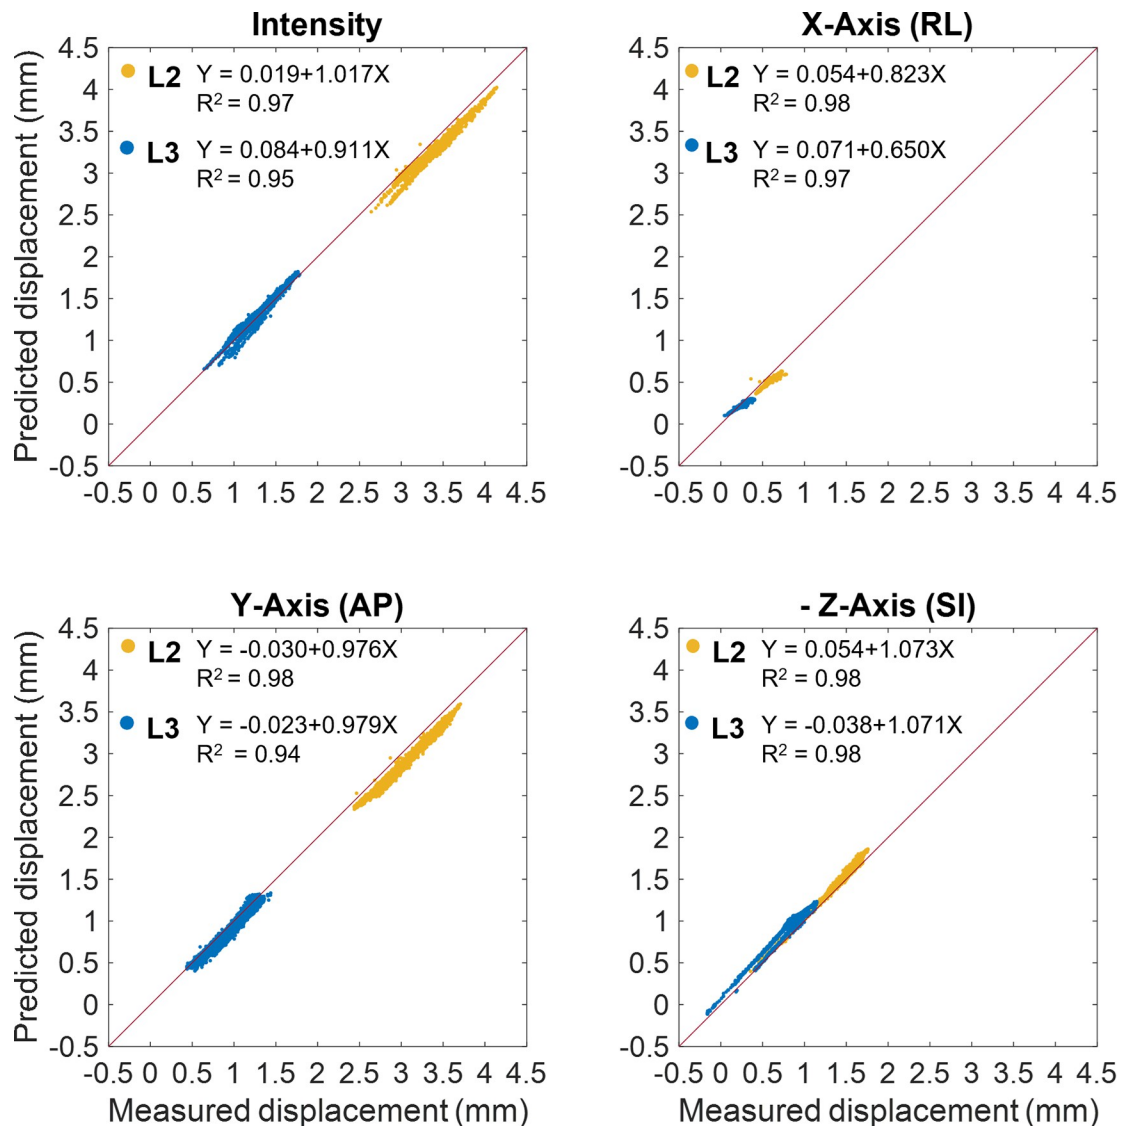 Intensity
Predicted displacement (mm)
4.5
4
3.5
3
2.5
2
1.5
1
0.5
0
-0.5
L2 Y = 0.019+1.017X
R² = 0.97
L3 Y = 0.084+0.911X
R² = 0.95
-0.5 0 0.5 1 1.5 2 2.5 3 3.5 4 4.5
X-Axis (RL)
4.5
4
3.5
3
2.5
2
1.5
1
0.5
0
-0.5
L2 Y = 0.054+0.823X
R² = 0.98
L3 Y = 0.071+0.650X
R² = 0.97
-0.5 0 0.5 1 1.5 2 2.5 3 3.5 4 4.5
Y-Axis (AP)
Predicted displacement (mm)
4.5
4
3.5
3
2.5
2
1.5
1
0.5
0
-0.5
L2 Y = -0.030+0.976X
R² = 0.98
L3 Y = -0.023+0.979X
R² = 0.94
-0.5 0 0.5 1 1.5 2 2.5 3 3.5 4 4.5
Measured displacement (mm)
- Z-Axis (SI)
4.5
4
3.5
3
2.5
2
1.5
1
0.5
0
-0.5
L2 Y = 0.054+1.073X
R² = 0.98
L3 Y = -0.038+1.071X
R² = 0.98
-0.5 0 0.5 1 1.5 2 2.5 3 3.5 4 4.5
Measured displacement (mm)